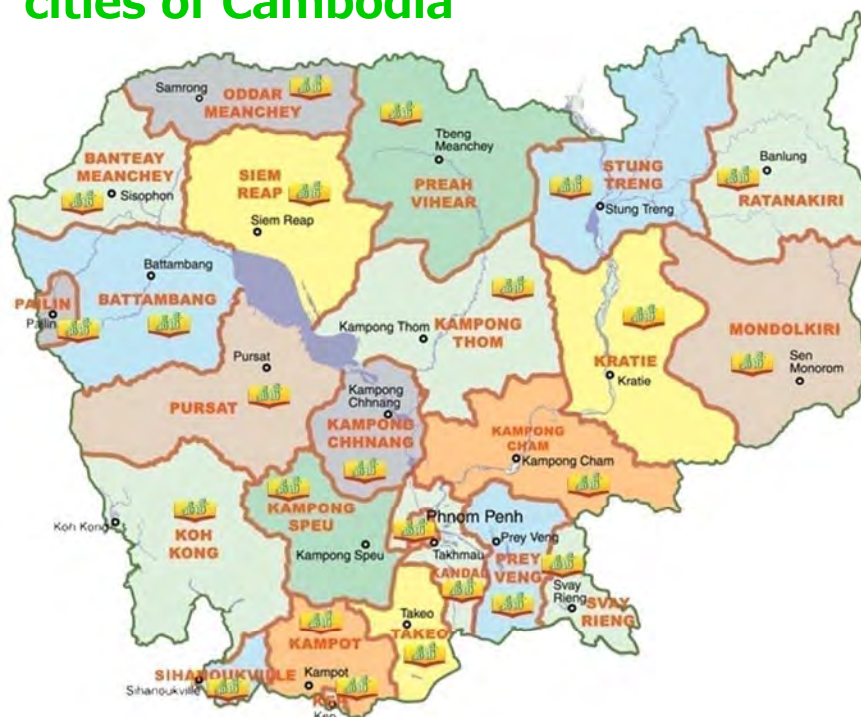 cities of Cambodia
Samrong
ODDAR
MEANCHEY
Tbeng
Meanchey
BANTEAY
MEANCHEY
Sisophon
SIEM
REAP
Siem Reap
PREAH
VIHEAR
STUNG
TRENG
Stung Treng
Banlung
RATANAKIRI
Battambang
BATTAMBANG
PAILIN
Pailin
Kampong Thom
KAMPONG
THOM
MONDOLKIRI
Sen
Monorom
KRATIE
Kratie
Pursat
PURSAT
Kampong
Chhnang
KAMPONG
CHHNANG
KAMPONG
CHAM
Kampong Cham
KOH
KONG
Koh Kong
KAMPONG
SPEU
Kampong Speu
Phnom Penh
Takhmau
KANDAL
Prey Veng
PREY
VENG
Svay
Rieng
SVAY
RIENG
Takeo
TAKEO
KAMPOT
Kampot
SIHANOUKVILLE
Sihanoukville
Kep